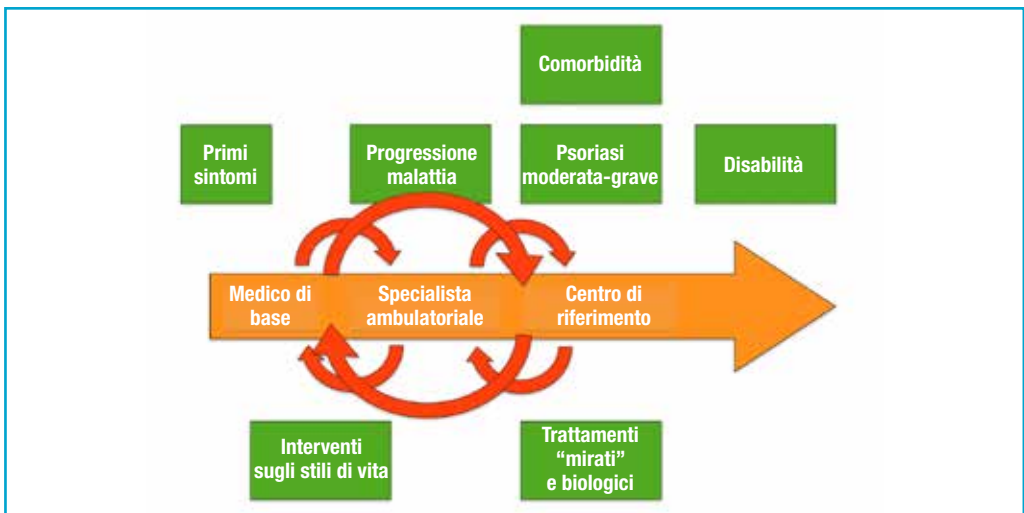 Comorbidità
Primi
sintomi
Progressione
malattia
Psoriasi
moderata-grave
Disabilità
Medico di
base
Specialista
ambulatoriale
Centro di
riferimento
Interventi
sugli stili di vita
Trattamenti
“mirati”
e biologici